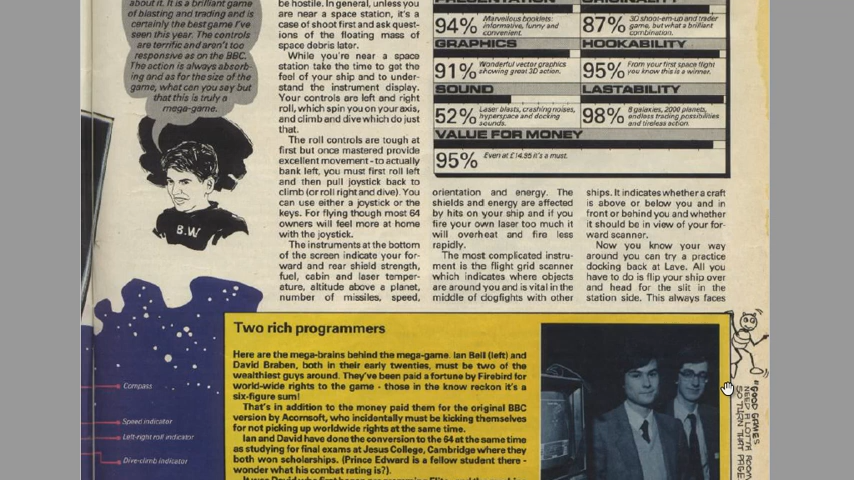 about it. It is a brilliant game
of blasting and trading and is
certainly the best game I've
seen this year. The controls
are terrific and aren't too
responsive as on the BBC.
The action is always absorb-
ing and as for the size of the
game, what can you say but
that this is truly a
mega-game.
B.W
Compass
Speed indicator
Left-right roll indicator
Dive-climb indicator
be hostile. In general, unless you
are near a space station, it's a
case of shoot first and ask quest-
ions of the floating mass of
space debris later.
While you're near a space
station take the time to get the
feel of your ship and to under-
stand the instrument display.
Your controls are left and right
roll, which spin you on your axis,
and climb and dive which do just
that.
The roll controls are tough at
first but once mastered provide
excellent movement - to actually
bank left, you must first roll left
and then pull joystick back to
climb (or roll right and dive). You
can use either a joystick or the
keys. For flying though most 64
owners will feel more at home
with the joystick.
The instruments at the bottom
of the screen indicate your for-
ward and rear shield strength,
fuel, cabin and laser temper-
ature, altitude above a planet,
number of missiles, speed,
PRESENTATION
94% Marvellous booklets:
informative, funny and
convenient.
GRAPHICS
91% Wonderful vector graphics
showing great 3D action.
SOUND
52% Laser blasts, crashing noises,
hyperspace and docking
sounds.
VALUE FOR MONEY
95% Even at £14.95 it's a must.
ORIGINALITY
87% 3D shoot-em-up and trader
game, but what a brilliant
combination.
HOOKABILITY
95% From your first space flight
you know this is a winner.
LASTABILITY
98% 8 galaxies, 2000 planets,
endless trading possibilities
and tireless action.
orientation and energy. The
shields and energy are affected
by hits on your ship and if you
fire your own laser too much it
will overheat and fire less
rapidly.
The most complicated instru-
ment is the flight grid scanner
which indicates where objects
are around you and is vital in the
middle of dogfights with other
ships. It indicates whether a craft
is above or below you and in
front or behind you and whether
it should be in view of your for-
ward scanner.
Now you know your way
around you can try a practice
docking back at Lave. All you
have to do is flip your ship over
and head for the slit in the
station side. This always faces
Two rich programmers
Here are the mega-brains behind the mega-game. Ian Bell (left) and
David Braben, both in their early twenties, must be two of the
wealthiest guys around. They've been paid a fortune by Firebird for
world-wide rights to the game - those in the know reckon it's a
six-figure sum!
That's in addition to the money paid them for the original BBC
version by Acornsoft, who incidentally must be kicking themselves
for not picking up worldwide rights at the same time.
Ian and David have done the conversion to the 64 at the same time
as studying for final exams at Jesus College, Cambridge where they
both won scholarships. (Prince Edward is a fellow student there -
wonder what his combat rating is?).
"GOOD GAMES
NEED A LOTTA ROOM
SO TURN THAT PAGE